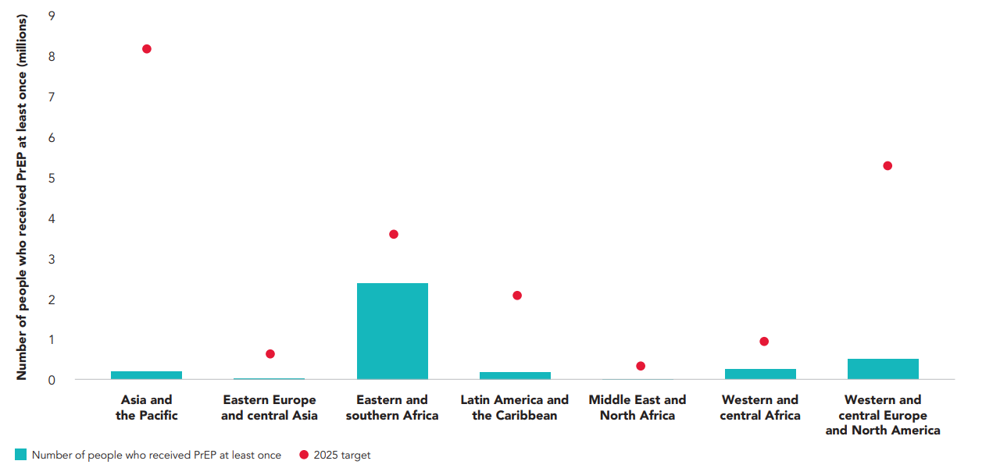 Number of people who received PrEP at least once (millions)
9
8
7
6
5
4
3
2
1
0
Asia and
the Pacific
Eastern Europe
and central Asia
Eastern and
southern Africa
Latin America and
the Caribbean
Middle East and
North Africa
Western and
central Africa
Western and
central Europe
and North America
Number of people who received PrEP at least once
2025 target